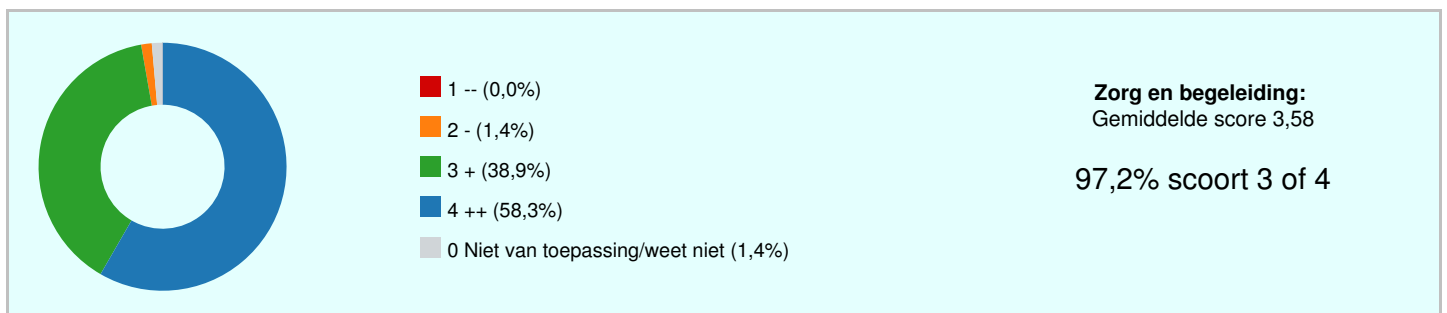 1 -- (0,0%)
2 - (1,4%)
3 + (38,9%)
4 ++ (58,3%)
0 Niet van toepassing/weet niet (1,4%)
Zorg en begeleiding:
Gemiddelde score 3,58
97,2% scoort 3 of 4